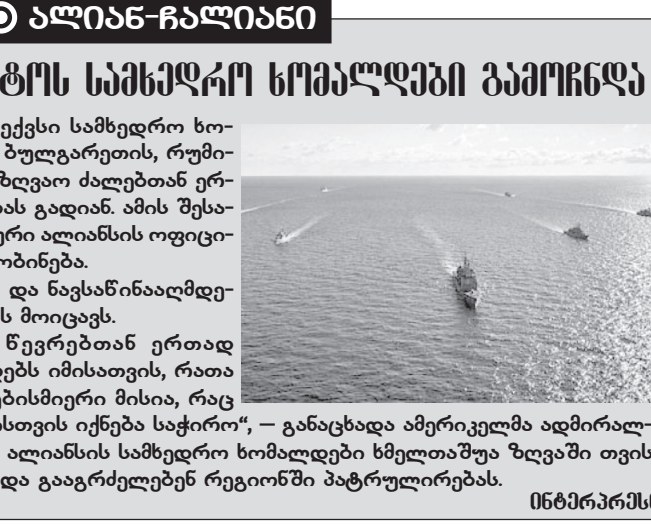 ალიან-ჩალიანი
ტოს სამხედრო ხომალდები გამოჩნდა
ექვსი სამხედრო ხო-
ბულგარეთის, რუმი-
ზღვაო ძალებთან ერ-
ას გადიან. ამის შესა-
ური ალიანსის ოფიცი-
ობინება.
და ნავსაწინააღმდე-
ს მოიცავს.
წევრებთან ერთად
ებს იმისათვის, რათა
ებისმიერი მისია, რაც
სთვის იქნება საჭირო“, — განაცხადა ამერიკელმა ადმირალ-
ალიანსის სამხედრო ხომალდები ხმელთაშუა ზღვაში თვის
და გააგრძელებენ რეგიონში პატრულირებას.
ინტერპრეს